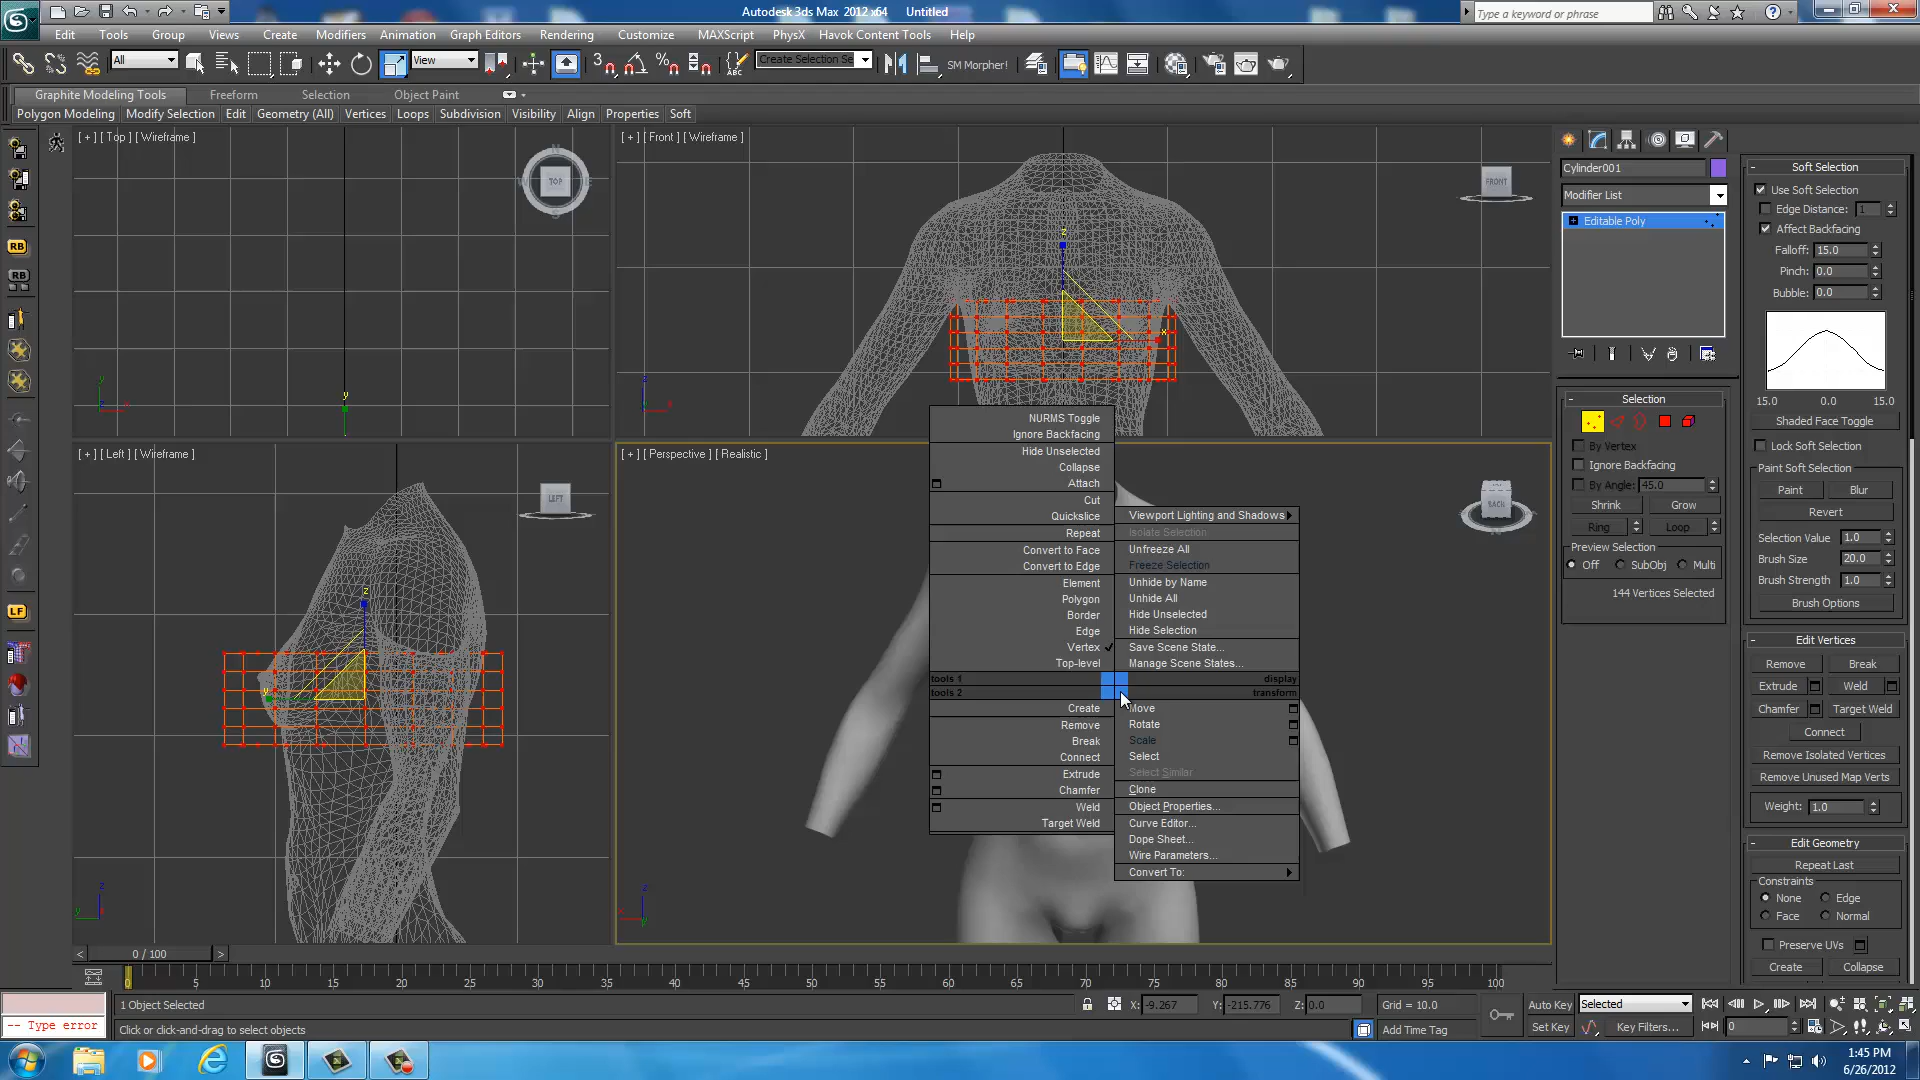 Autodesk 3ds Max 2012 x64 Untitled
Type a keyword or phrase
Edit Tools Group Views Create Modifiers Animation Graph Editors Rendering Customize MAXScript PhysX Havok Content Tools Help
All View Create Selection Se SM Morpher!
Graphite Modeling Tools Freeform Selection Object Paint
Polygon Modeling Modify Selection Edit Geometry (All) Vertices Loops Subdivision Visibility Align Properties Soft
[ + ] [ Top ] [ Wireframe ]
TOP
[ + ] [ Front ] [ Wireframe ]
FRONT
[ + ] [ Left ] [ Wireframe ]
LEFT
[ + ] [ Perspective ] [ Realistic ]
BACK
RB
RB
LF
NURMS Toggle
Ignore Backfacing
Hide Unselected
Collapse
Attach
Cut
Quickslice
Repeat
Convert to Face
Convert to Edge
Element
Polygon
Border
Edge
Vertex
Top-level
tools 1
tools 2
Create
Remove
Break
Connect
Extrude
Chamfer
Weld
Target Weld
Viewport Lighting and Shadows
Isolate Selection
Unfreeze All
Freeze Selection
Unhide by Name
Unhide All
Hide Unselected
Hide Selection
Save Scene State...
Manage Scene States...
display
transform
Move
Rotate
Scale
Select
Select Similar
Clone
Object Properties...
Curve Editor...
Dope Sheet...
Wire Parameters...
Convert To:
Cylinder001
Modifier List
Editable Poly
Selection
By Vertex
Ignore Backfacing
By Angle: 45.0
Shrink Grow
Ring Loop
Preview Selection
Off SubObj Multi
144 Vertices Selected
Soft Selection
Use Soft Selection
Edge Distance: 1
Affect Backfacing
Falloff: 15.0
Pinch: 0.0
Bubble: 0.0
15.0 0.0 15.0
Shaded Face Toggle
Lock Soft Selection
Paint Soft Selection
Paint Blur
Revert
Selection Value 1.0
Brush Size 20.0
Brush Strength 1.0
Brush Options
Edit Vertices
Remove Break
Extrude Weld
Chamfer Target Weld
Connect
Remove Isolated Vertices
Remove Unused Map Verts
Weight: 1.0
Edit Geometry
Repeat Last
Constraints
None Edge
Face Normal
Preserve UVs
Create Collapse
< 0 / 100 >
0 5 10 15 20 25 30 35 40 45 50 55 60 65 70 75 80 85 90 95 100
1 Object Selected
X: -9.267 Y: -215.776 Z: 0.0 Grid = 10.0
Auto Key Selected
-- Type error
Click or click-and-drag to select objects
Add Time Tag
Set Key Key Filters... 0
1:45 PM
6/26/2012